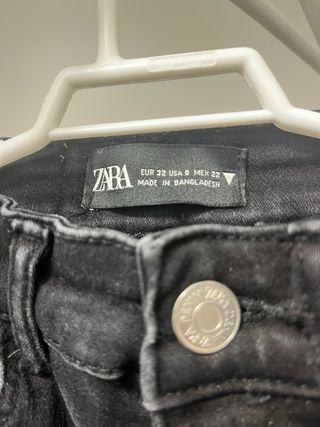 ZARA
EUR 32 USA 0 MEX 22
MADE IN BANGLADESH